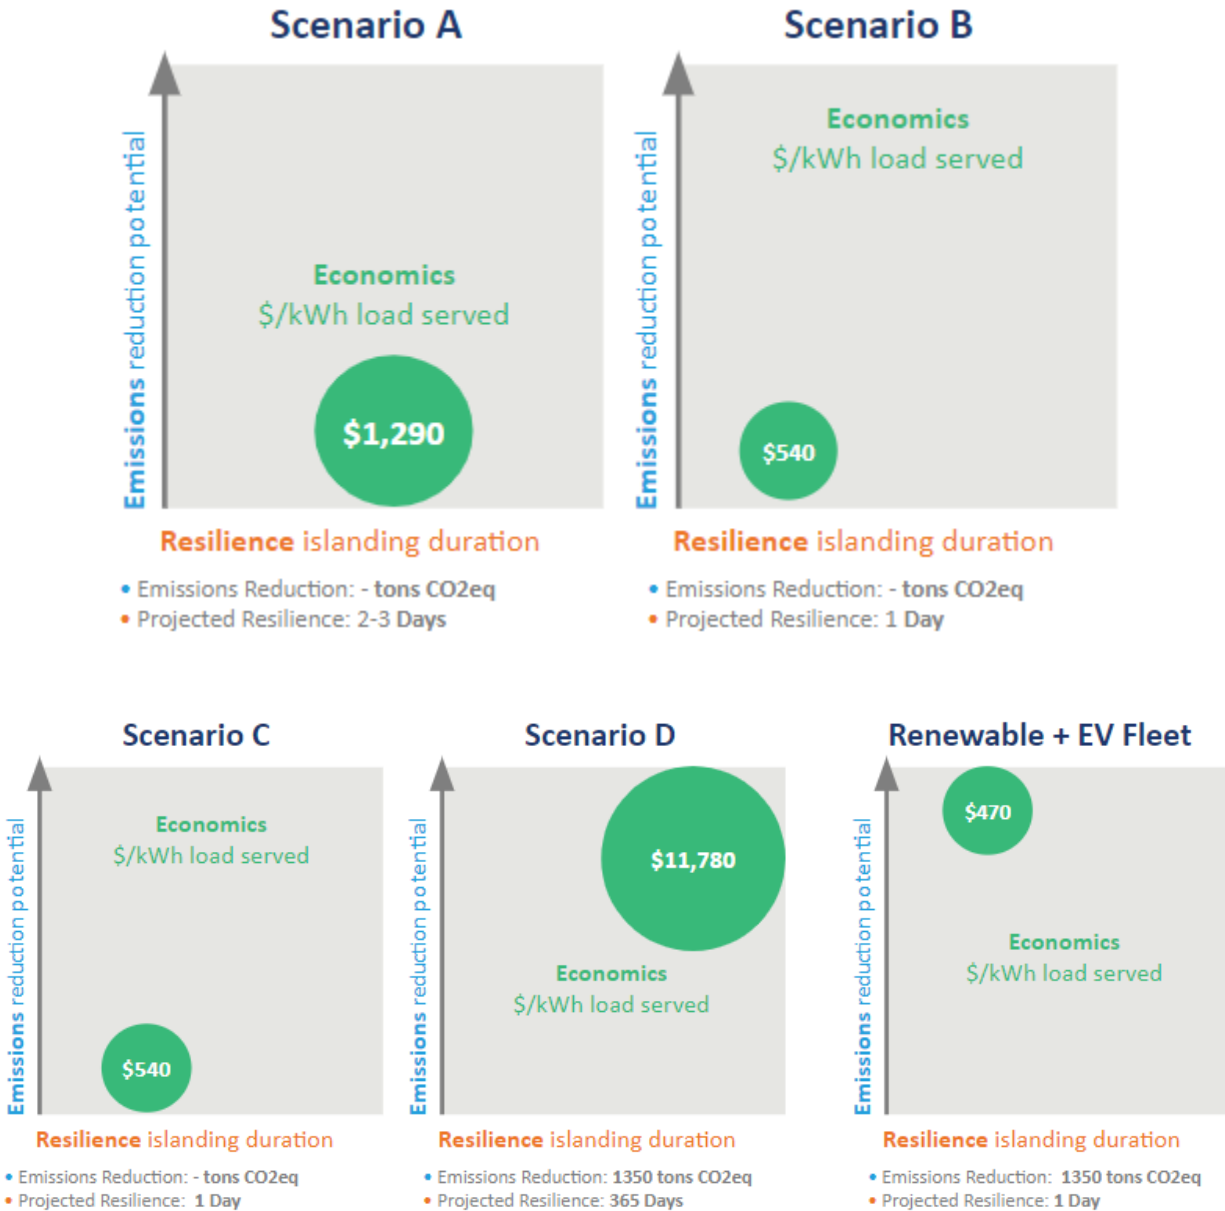 Scenario A
Emissions reduction potential
Economics
$/kWh load served
$1,290
Resilience islanding duration
• Emissions Reduction: - tons CO2eq
• Projected Resilience: 2-3 Days
Scenario B
Emissions reduction potential
Economics
$/kWh load served
$540
Resilience islanding duration
• Emissions Reduction: - tons CO2eq
• Projected Resilience: 1 Day
Scenario C
Emissions reduction potential
Economics
$/kWh load served
$540
Resilience islanding duration
• Emissions Reduction: - tons CO2eq
• Projected Resilience: 1 Day
Scenario D
Emissions reduction potential
$11,780
Economics
$/kWh load served
Resilience islanding duration
• Emissions Reduction: 1350 tons CO2eq
• Projected Resilience: 365 Days
Renewable + EV Fleet
Emissions reduction potential
$470
Economics
$/kWh load served
Resilience islanding duration
• Emissions Reduction: 1350 tons CO2eq
• Projected Resilience: 1 Day